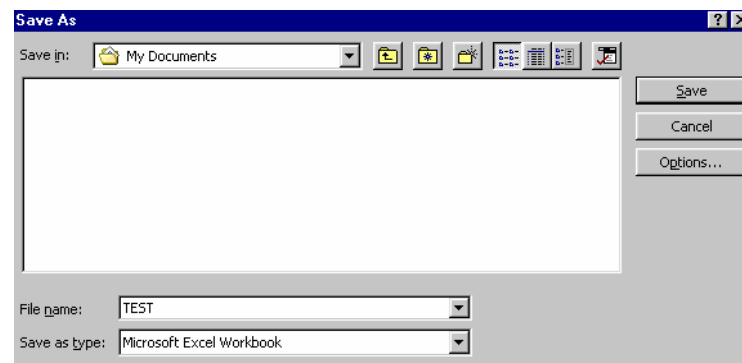 Save As
Save in: My Documents
Save
Cancel
Options...
File name: TEST
Save as type: Microsoft Excel Workbook